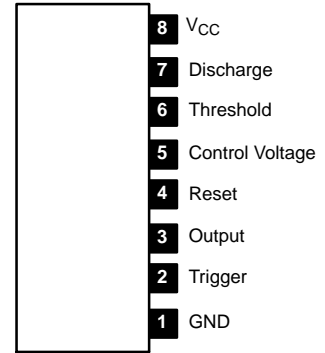 8 VCC
7 Discharge
6 Threshold
5 Control Voltage
4 Reset
3 Output
2 Trigger
1 GND